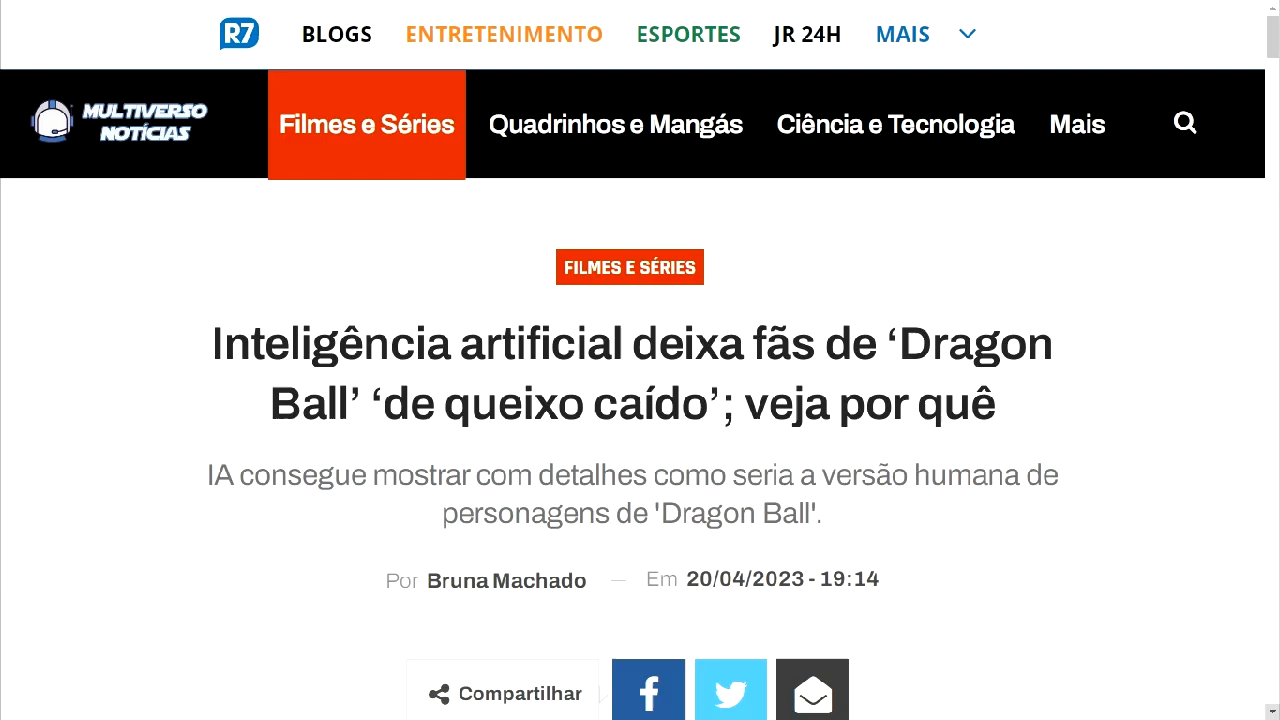 R7 BLOGS ENTRETENIMENTO ESPORTES JR 24H MAIS
MULTIVERSO
NOTÍCIAS
Filmes e Séries Quadrinhos e Mangás Ciência e Tecnologia Mais
FILMES E SÉRIES
Inteligência artificial deixa fãs de ‘Dragon
Ball’ ‘de queixo caído’; veja por quê
IA consegue mostrar com detalhes como seria a versão humana de
personagens de 'Dragon Ball'.
Por Bruna Machado — Em 20/04/2023 - 19:14
Compartilhar